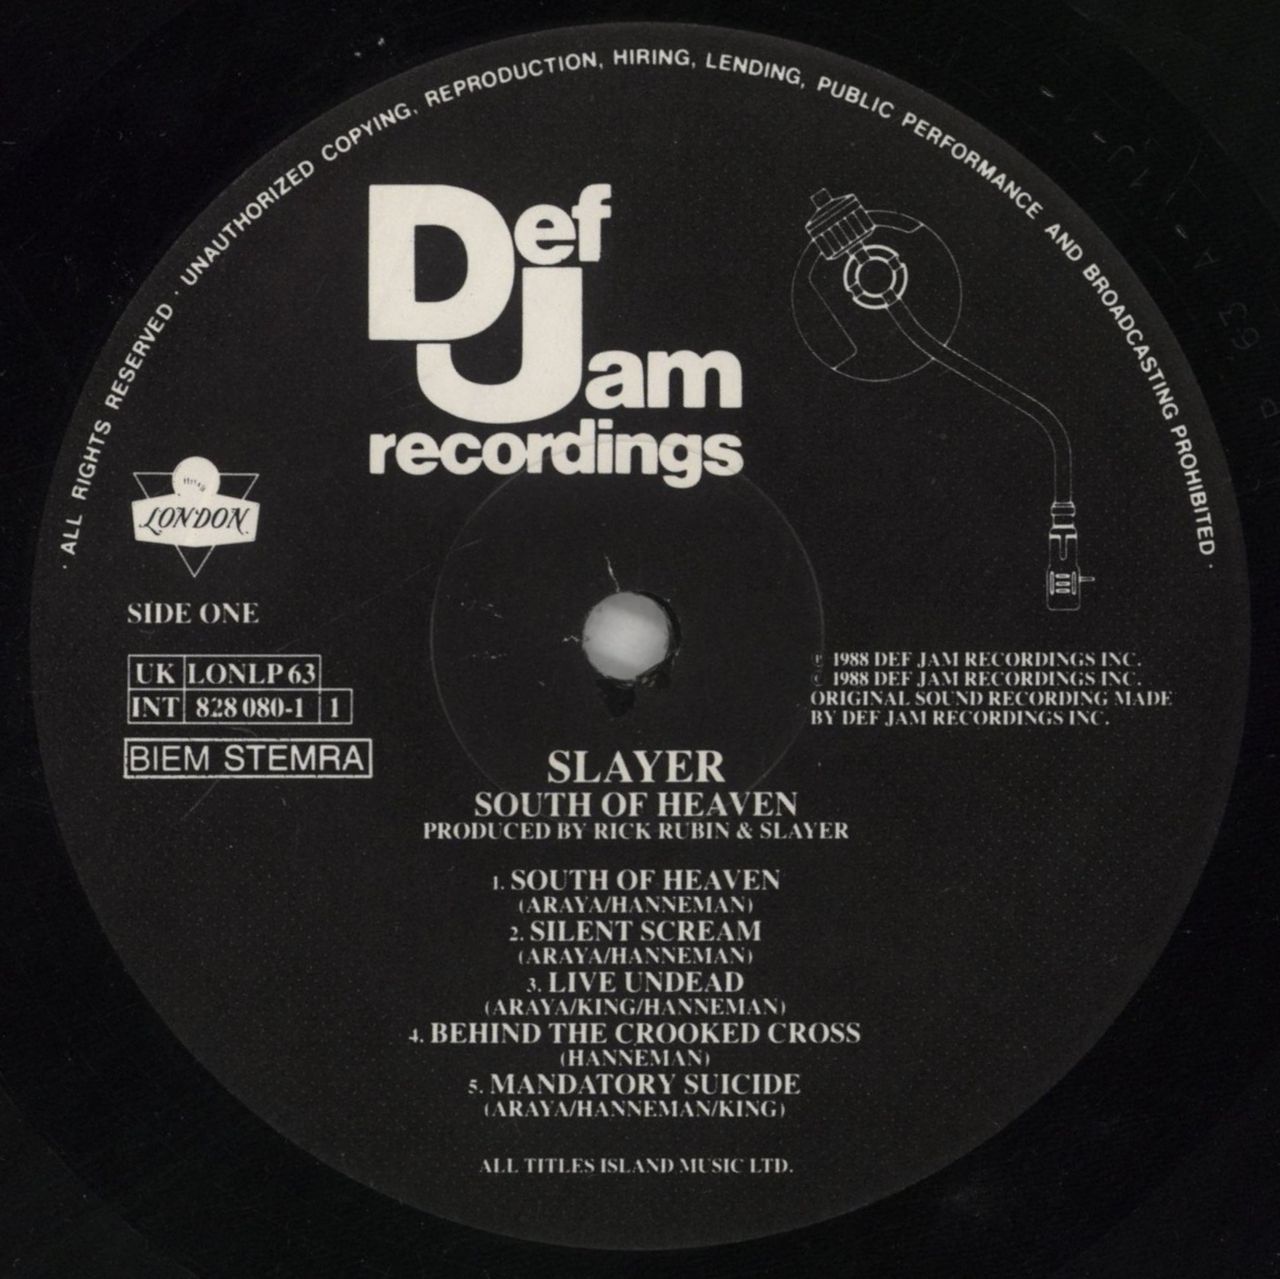 · ALL RIGHTS RESERVED · UNAUTHORIZED COPYING, REPRODUCTION, HIRING, LENDING, PUBLIC PERFORMANCE AND BROADCASTING PROHIBITED ·
Def
Jam
recordings
LONDON
SIDE ONE
UK LONLP 63
INT 828 080-1 1
BIEM STEMRA
℗ 1988 DEF JAM RECORDINGS INC.
© 1988 DEF JAM RECORDINGS INC.
ORIGINAL SOUND RECORDING MADE
BY DEF JAM RECORDINGS INC.
SLAYER
SOUTH OF HEAVEN
PRODUCED BY RICK RUBIN & SLAYER
1. SOUTH OF HEAVEN
(ARAYA/HANNEMAN)
2. SILENT SCREAM
(ARAYA/HANNEMAN)
3. LIVE UNDEAD
(ARAYA/KING/HANNEMAN)
4. BEHIND THE CROOKED CROSS
(HANNEMAN)
5. MANDATORY SUICIDE
(ARAYA/HANNEMAN/KING)
ALL TITLES ISLAND MUSIC LTD.